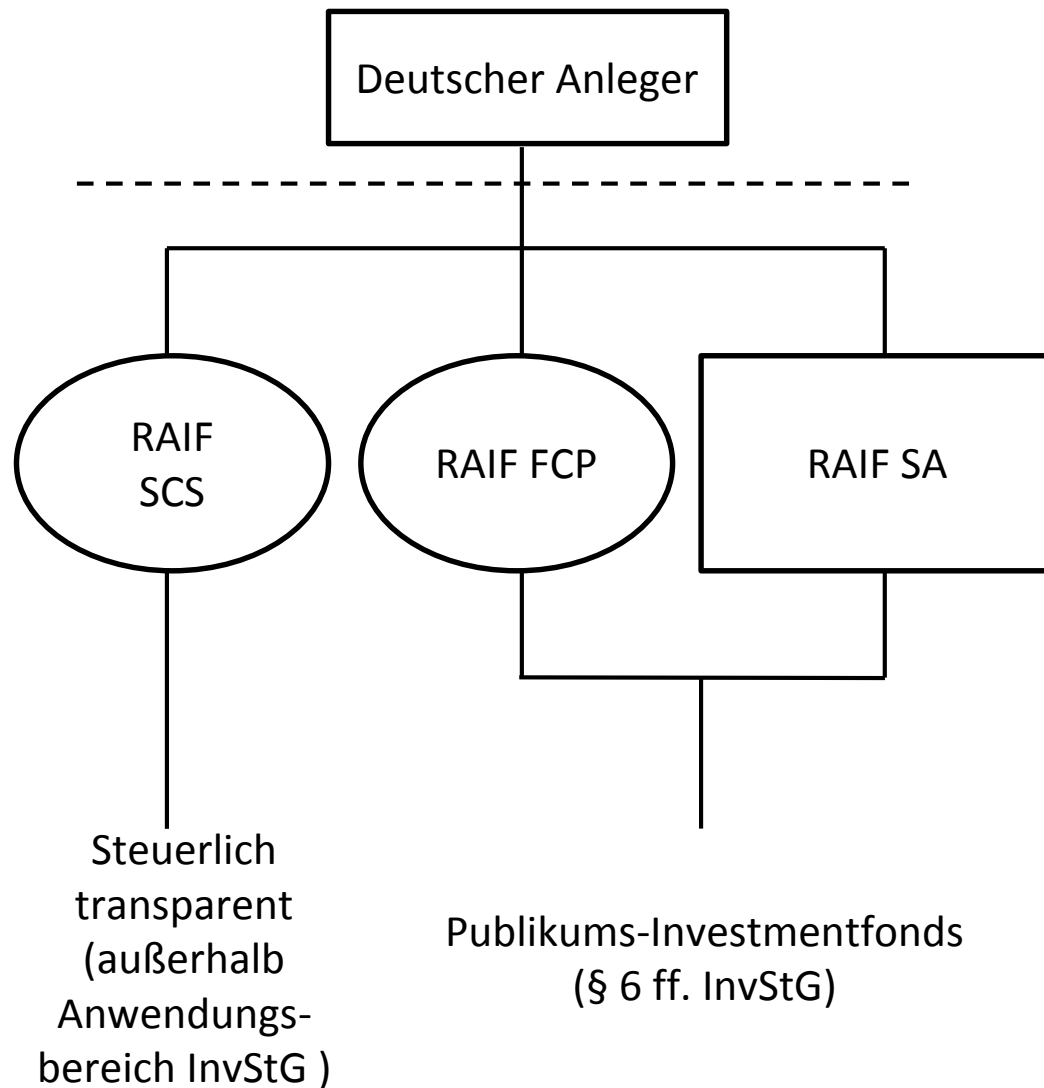 Deutscher Anleger
RAIF
SCS
RAIF FCP
RAIF SA
Steuerlich
transparent
(außerhalb
Anwendungs-
bereich InvStG )
Publikums-Investmentfonds
(§ 6 ff. InvStG)